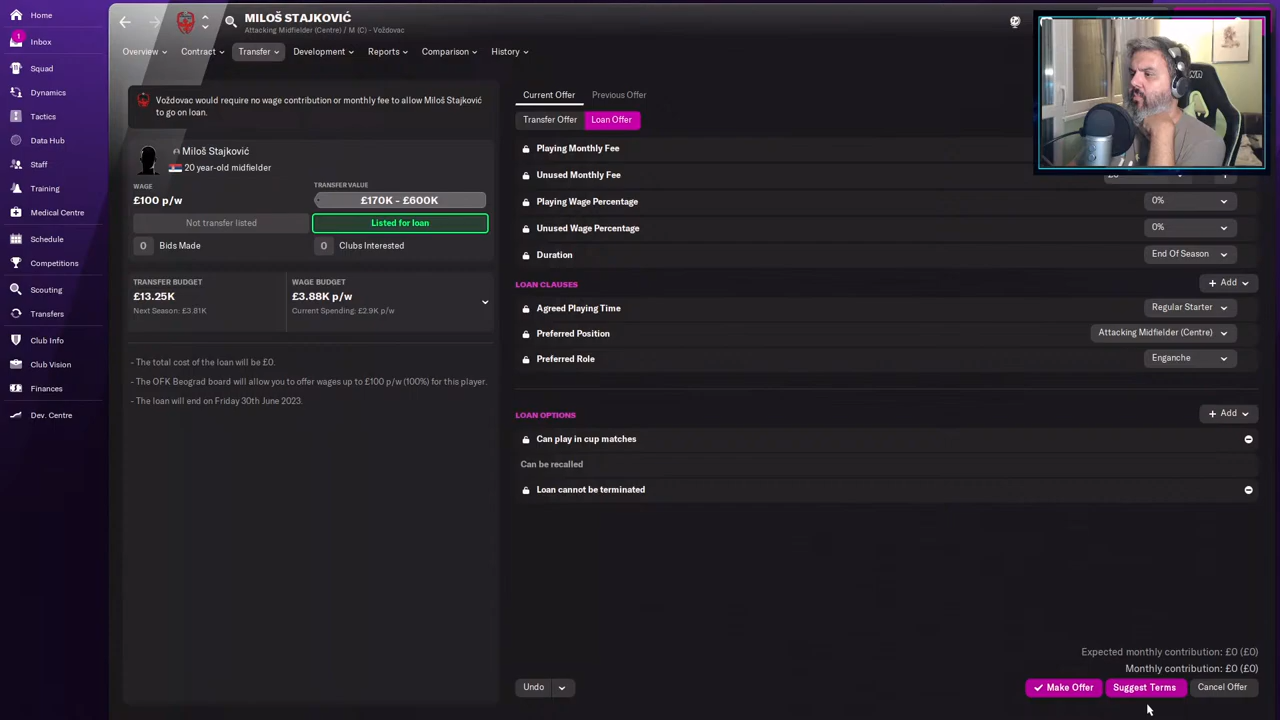 Home
1
Inbox
Squad
Dynamics
Tactics
Data Hub
Staff
Training
Medical Centre
Schedule
Competitions
Scouting
Transfers
Club Info
Club Vision
Finances
Dev. Centre
MILOŠ STAJKOVIĆ
Attacking Midfielder (Centre) / M (C) - Voždovac
Overview Contract Transfer Development Reports Comparison History
Voždovac would require no wage contribution or monthly fee to allow Miloš Stajković
to go on loan.
Miloš Stajković
20 year-old midfielder
WAGE TRANSFER VALUE
£100 p/w £170K - £600K
Not transfer listed Listed for loan
0 Bids Made 0 Clubs Interested
TRANSFER BUDGET WAGE BUDGET
£13.25K £3.88K p/w
Next Season: £3.81K Current Spending: £2.9K p/w
- The total cost of the loan will be £0.
- The OFK Beograd board will allow you to offer wages up to £100 p/w (100%) for this player.
- The loan will end on Friday 30th June 2023.
Current Offer Previous Offer
Transfer Offer Loan Offer
Playing Monthly Fee
Unused Monthly Fee
Playing Wage Percentage 0%
Unused Wage Percentage 0%
Duration End Of Season
LOAN CLAUSES + Add
Agreed Playing Time Regular Starter
Preferred Position Attacking Midfielder (Centre)
Preferred Role Enganche
LOAN OPTIONS + Add
Can play in cup matches
Can be recalled
Loan cannot be terminated
Expected monthly contribution: £0 (£0)
Monthly contribution: £0 (£0)
Undo Make Offer Suggest Terms Cancel Offer